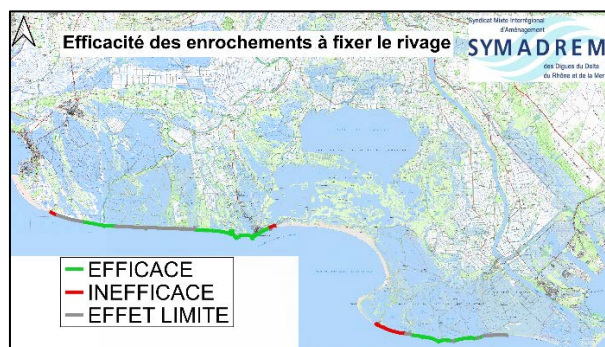 Efficacité des enrochements à fixer le rivage
Syndicat Mixte Interrégional
d'Aménagement
SYMADREM
des Digues du Delta
du Rhône et de la Mer
EFFICACE
INEFFICACE
EFFET LIMITE